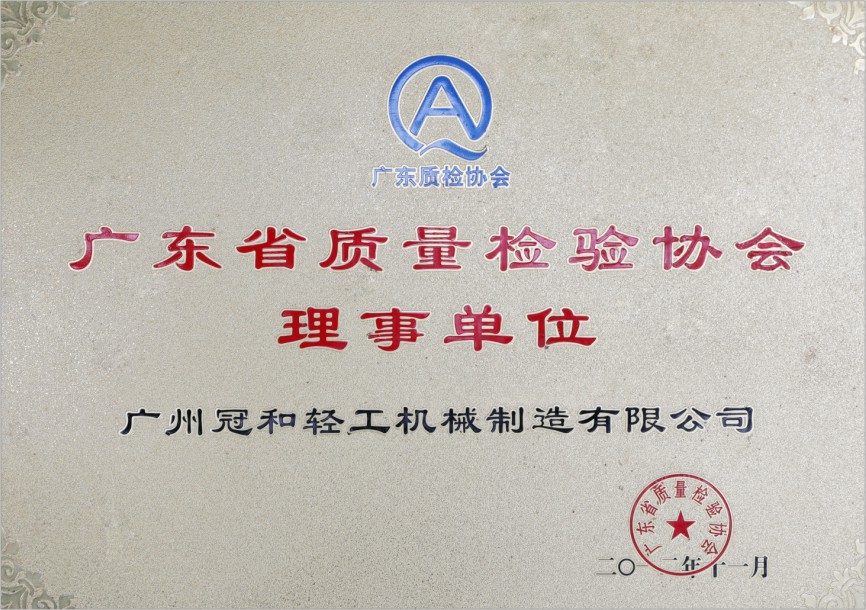 广东质检协会
广东省质量检验协会
理事单位
广州冠和轻工机械制造有限公司
广东省质量检验协会
二〇一二年十一月